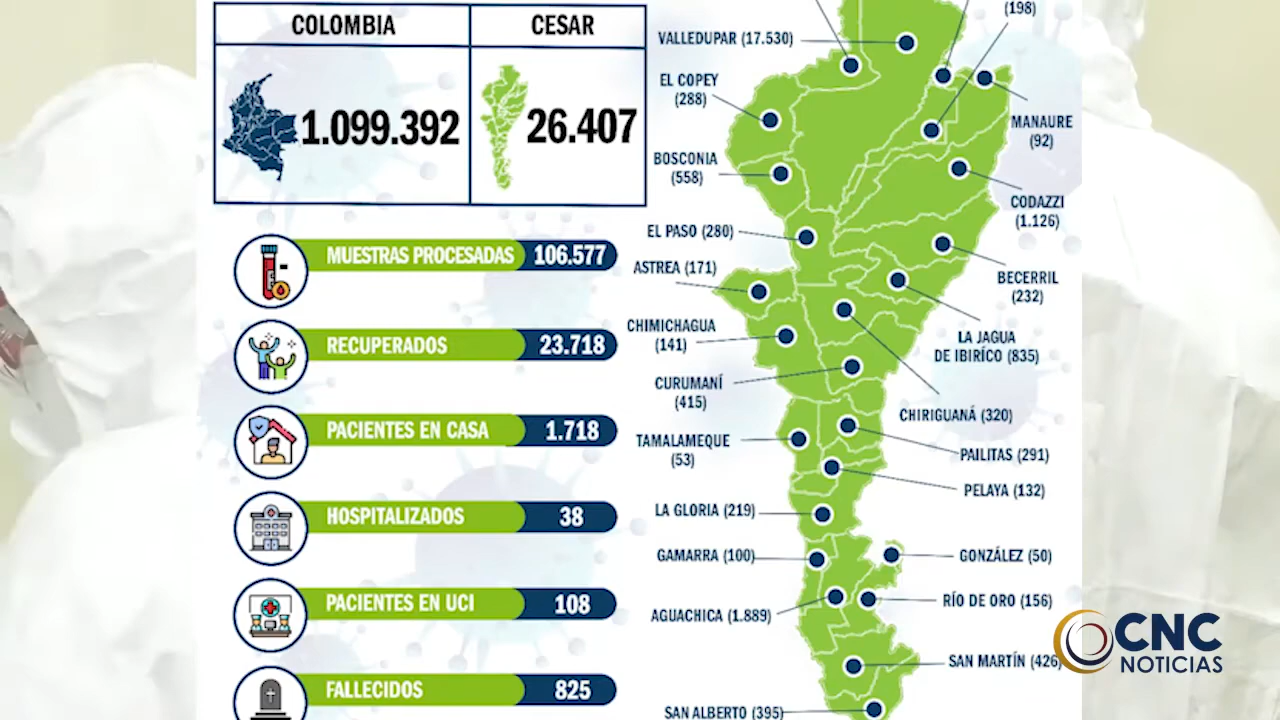 COLOMBIA
CESAR
1.099.392
26.407
MUESTRAS PROCESADAS 106.577
RECUPERADOS 23.718
PACIENTES EN CASA 1.718
HOSPITALIZADOS 38
PACIENTES EN UCI 108
FALLECIDOS 825
(198)
VALLEDUPAR (17.530)
EL COPEY
(288)
MANAURE
(92)
BOSCONIA
(558)
CODAZZI
(1.126)
EL PASO (280)
ASTREA (171)
BECERRIL
(232)
CHIMICHAGUA
(141)
LA JAGUA
DE IBIRÍCO (835)
CURUMANÍ
(415)
CHIRIGUANÁ (320)
TAMALAMEQUE
(53)
PAILITAS (291)
PELAYA (132)
LA GLORIA (219)
GAMARRA (100)
GONZÁLEZ (50)
RÍO DE ORO (156)
AGUACHICA (1.889)
SAN MARTÍN (426)
SAN ALBERTO (395)
CNC
NOTICIAS